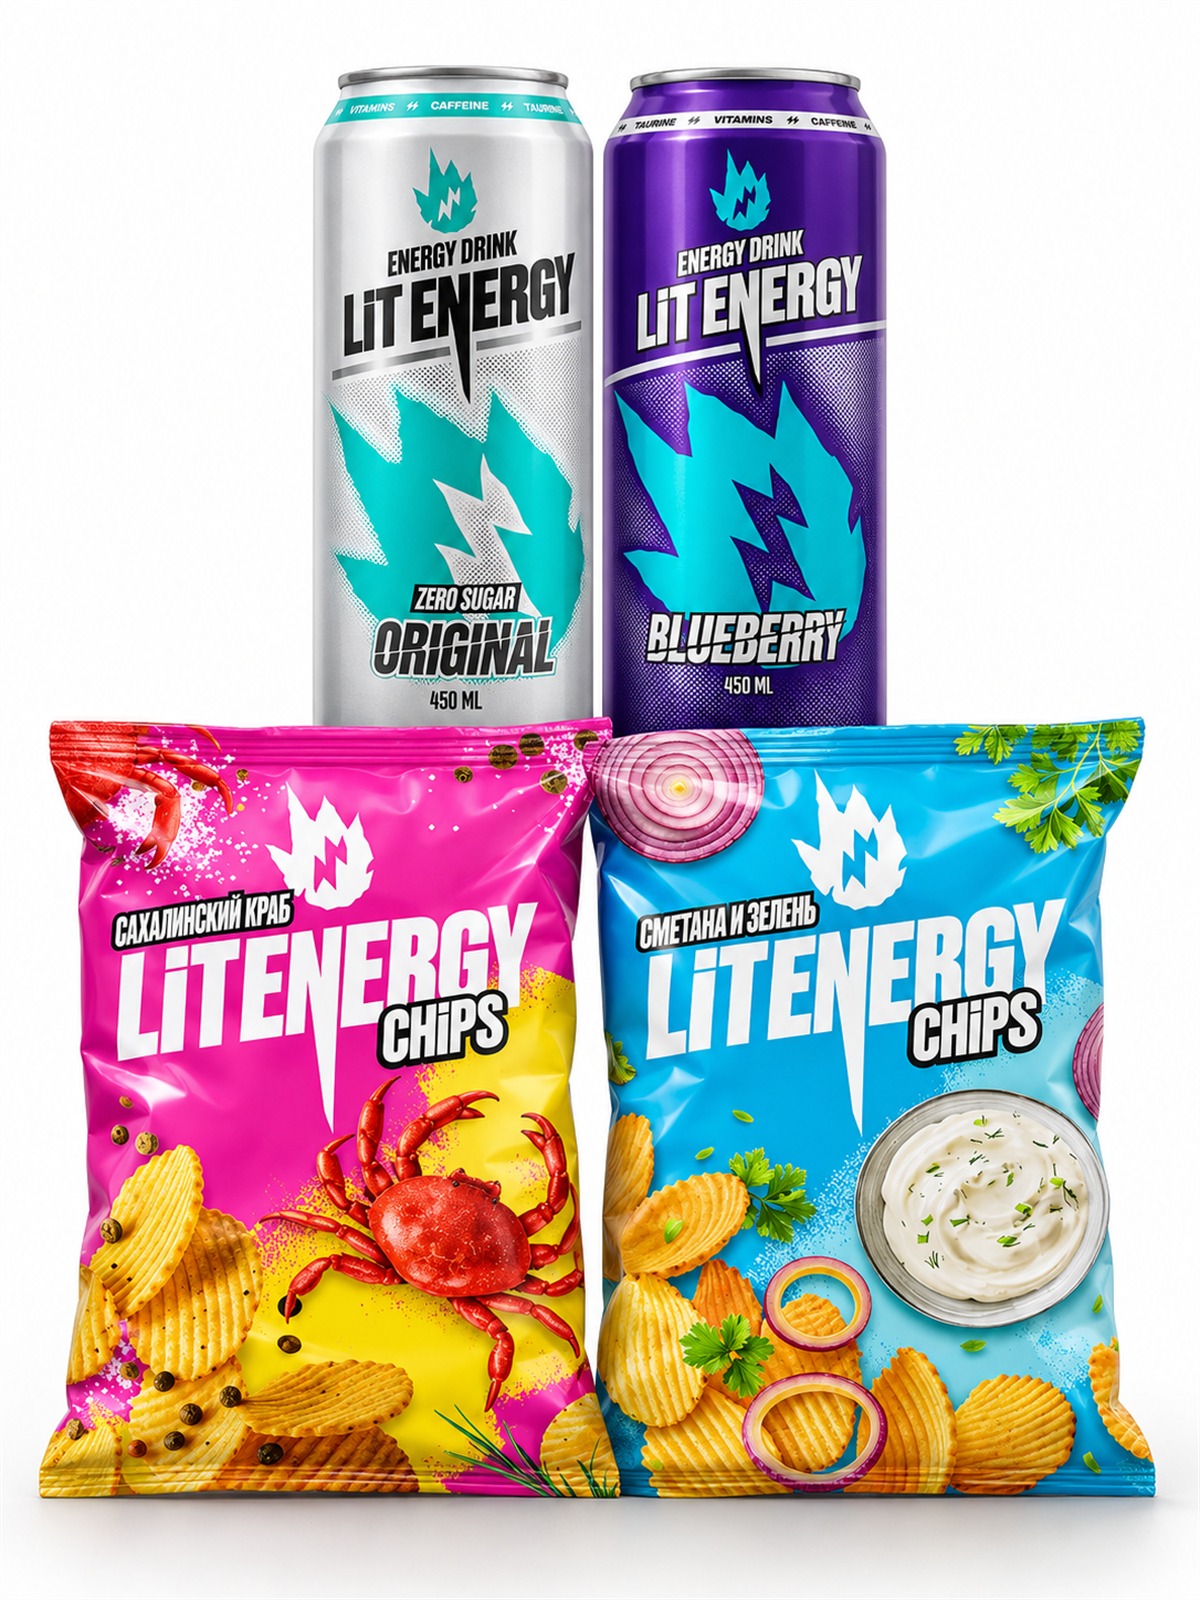 VITAMINS CAFFEINE TAURINE
ENERGY DRINK
LiT ENERGY
ZERO SUGAR
ORIGINAL
450 ML
TAURINE VITAMINS CAFFEINE
ENERGY DRINK
LiT ENERGY
BLUEBERRY
450 ML
САХАЛИНСКИЙ КРАБ
LiTENERGY
CHiPS
СМЕТАНА И ЗЕЛЕНЬ
LiTENERGY
CHiPS